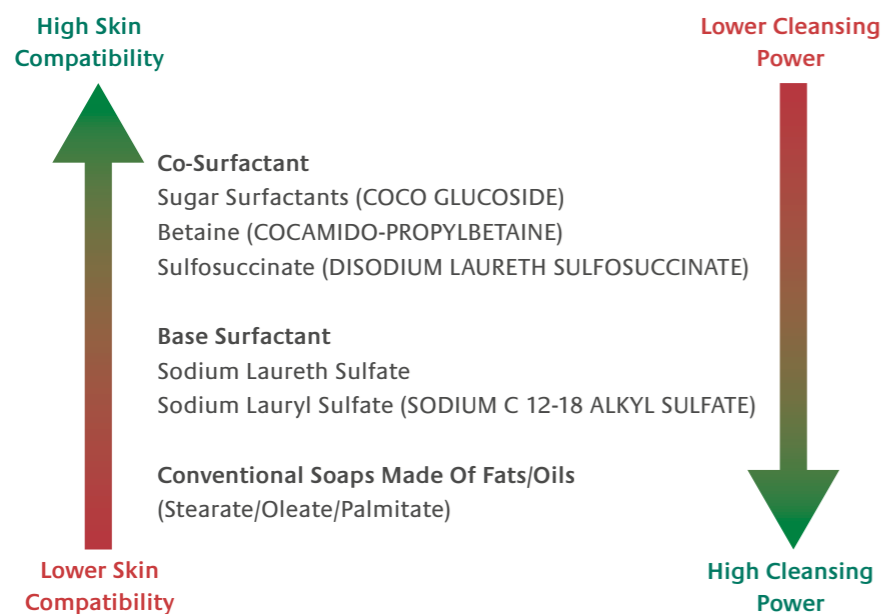 High Skin
Compatibility
Lower Cleansing
Power
Co-Surfactant
Sugar Surfactants (COCO GLUCOSIDE)
Betaine (COCAMIDO-PROPYLBETAINE)
Sulfosuccinate (DISODIUM LAURETH SULFOSUCCINATE)
Base Surfactant
Sodium Laureth Sulfate
Sodium Lauryl Sulfate (SODIUM C 12-18 ALKYL SULFATE)
Conventional Soaps Made Of Fats/Oils
(Stearate/Oleate/Palmitate)
Lower Skin
Compatibility
High Cleansing
Power